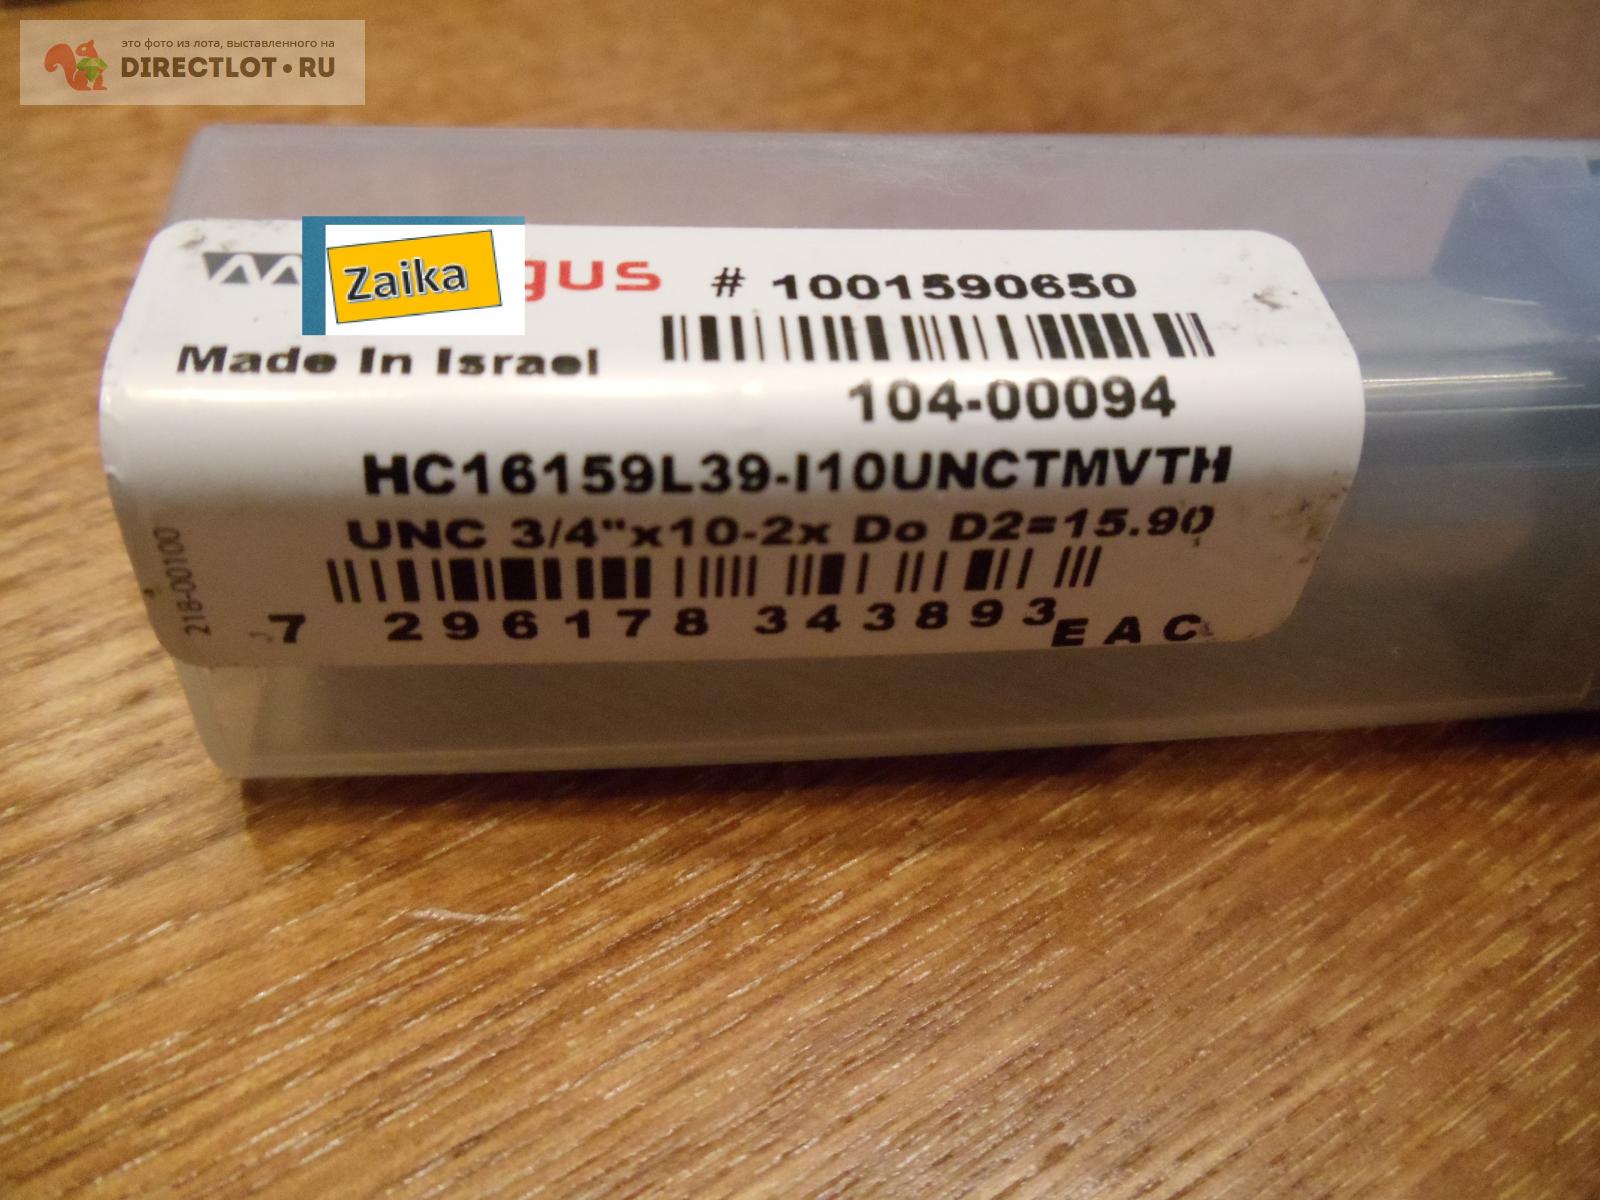 это фото из лота, выставленного на
DIRECTLOT.RU
Zaika
gus
# 1001590650
Made In Israel
104-00094
HC16159L39-I10UNCTMVTH
UNC 3/4"x10-2x Do D2=15.90
218-00100
7 296178 343893
EAC